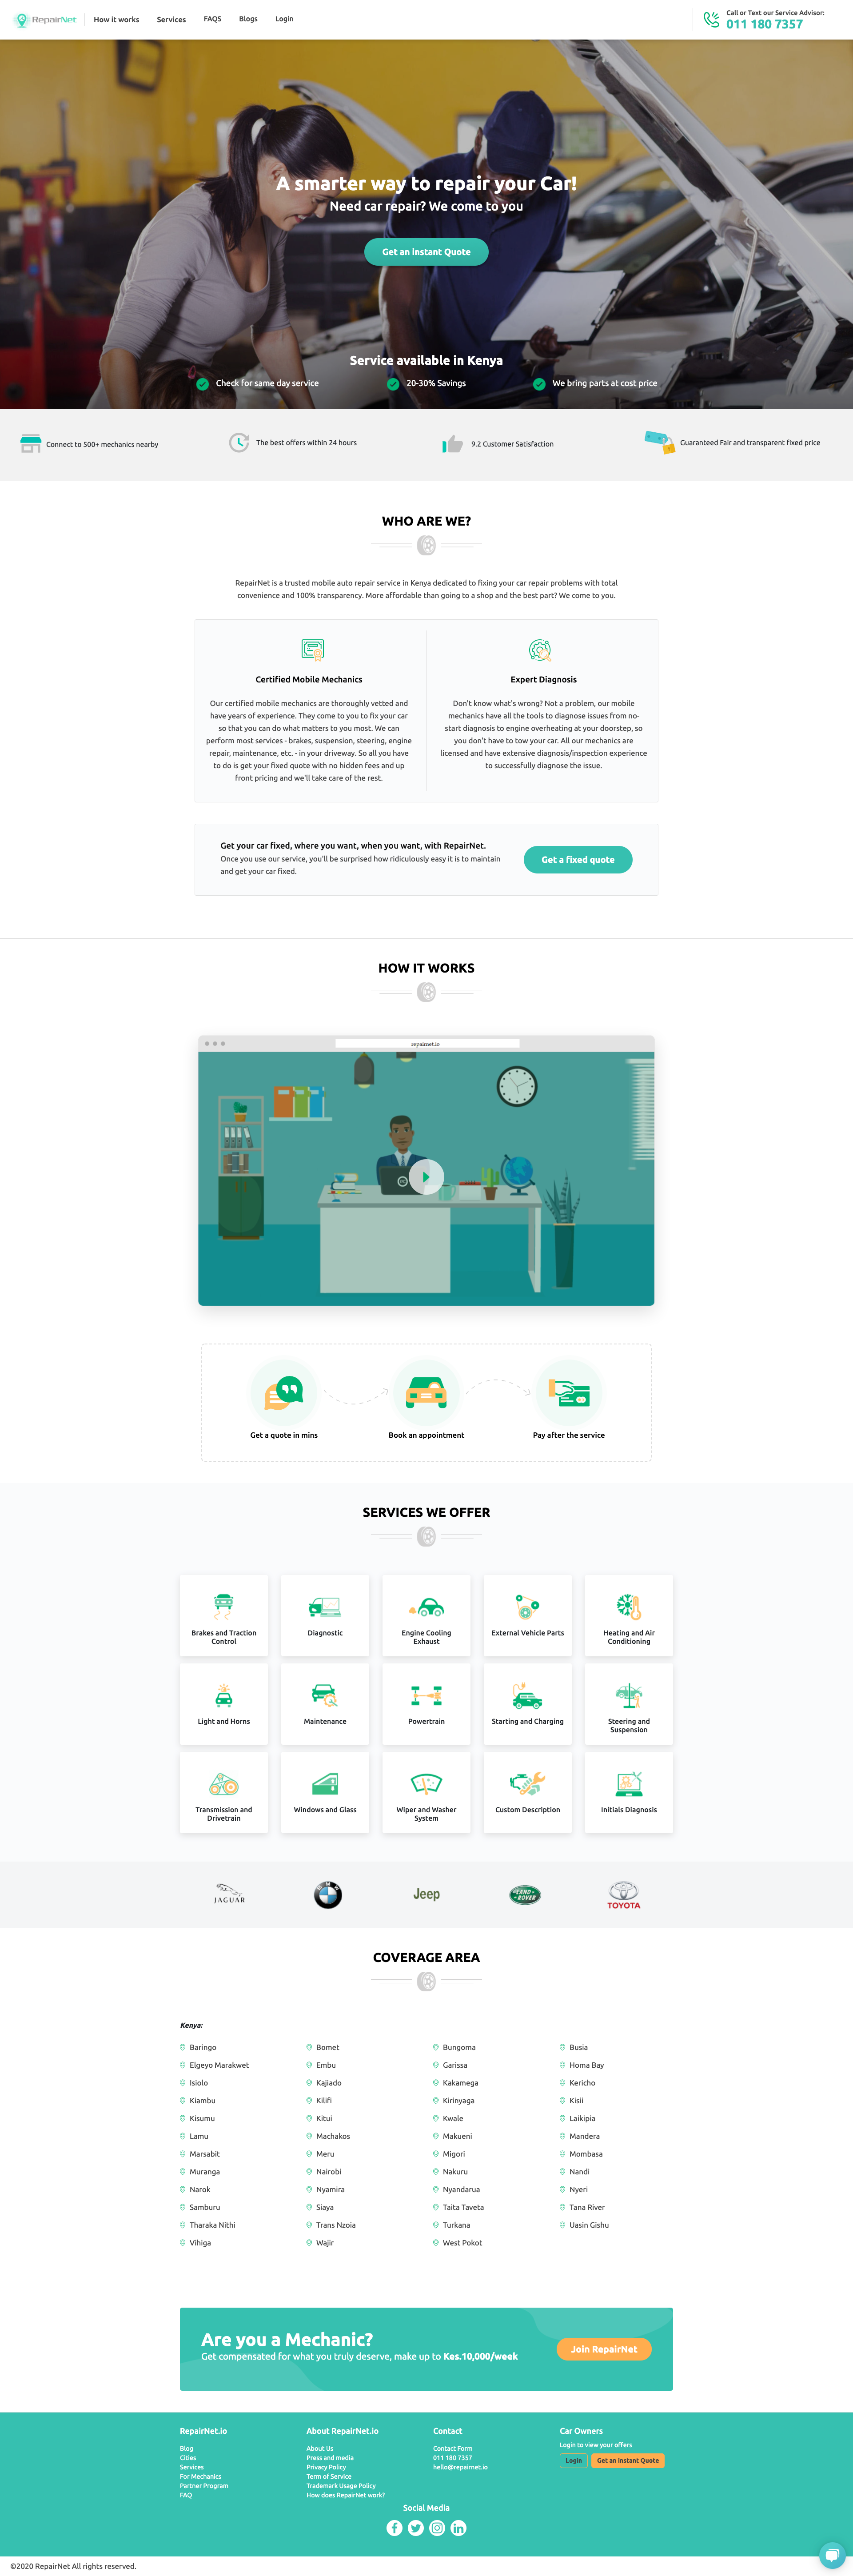 RepairNet
How it works
Services
FAQS
Blogs
Login
Call or Text our Service Advisor:
011 180 7357
A smarter way to repair your Car!
Need car repair? We come to you
Get an instant Quote
Service available in Kenya
Check for same day service
20-30% Savings
We bring parts at cost price
Connect to 500+ mechanics nearby
The best offers within 24 hours
9.2 Customer Satisfaction
Guaranteed Fair and transparent fixed price
WHO ARE WE?
RepairNet is a trusted mobile auto repair service in Kenya dedicated to fixing your car repair problems with total
convenience and 100% transparency. More affordable than going to a shop and the best part? We come to you.
Certified Mobile Mechanics
Our certified mobile mechanics are thoroughly vetted and
have years of experience. They come to you to fix your car
so that you can do what matters to you most. We can
perform most services - brakes, suspension, steering, engine
repair, maintenance, etc. - in your driveway. So all you have
to do is get your fixed quote with no hidden fees and up
front pricing and we'll take care of the rest.
Expert Diagnosis
Don't know what's wrong? Not a problem, our mobile
mechanics have all the tools to diagnose issues from no-
start diagnosis to engine overheating at your doorstep, so
you don't have to tow your car. All our mechanics are
licensed and have extensive diagnosis/inspection experience
to successfully diagnose the issue.
Get your car fixed, where you want, when you want, with RepairNet.
Once you use our service, you'll be surprised how ridiculously easy it is to maintain
and get your car fixed.
Get a fixed quote
HOW IT WORKS
repairnet.io
Get a quote in mins
Book an appointment
Pay after the service
SERVICES WE OFFER
Brakes and Traction
Control
Diagnostic
Engine Cooling
Exhaust
External Vehicle Parts
Heating and Air
Conditioning
Light and Horns
Maintenance
Powertrain
Starting and Charging
Steering and
Suspension
Transmission and
Drivetrain
Windows and Glass
Wiper and Washer
System
Custom Description
Initials Diagnosis
JAGUAR
BMW
Jeep
LAND ROVER
TOYOTA
COVERAGE AREA
Kenya:
Baringo
Bomet
Bungoma
Busia
Elgeyo Marakwet
Embu
Garissa
Homa Bay
Isiolo
Kajiado
Kakamega
Kericho
Kiambu
Kilifi
Kirinyaga
Kisii
Kisumu
Kitui
Kwale
Laikipia
Lamu
Machakos
Makueni
Mandera
Marsabit
Meru
Migori
Mombasa
Muranga
Nairobi
Nakuru
Nandi
Narok
Nyamira
Nyandarua
Nyeri
Samburu
Siaya
Taita Taveta
Tana River
Tharaka Nithi
Trans Nzoia
Turkana
Uasin Gishu
Vihiga
Wajir
West Pokot
Are you a Mechanic?
Get compensated for what you truly deserve, make up to Kes.10,000/week
Join RepairNet
RepairNet.io
Blog
Cities
Services
For Mechanics
Partner Program
FAQ
About RepairNet.io
About Us
Press and media
Privacy Policy
Term of Service
Trademark Usage Policy
How does RepairNet work?
Contact
Contact Form
011 180 7357
hello@repairnet.io
Car Owners
Login to view your offers
Login
Get an Instant Quote
Social Media
©2020 RepairNet All rights reserved.